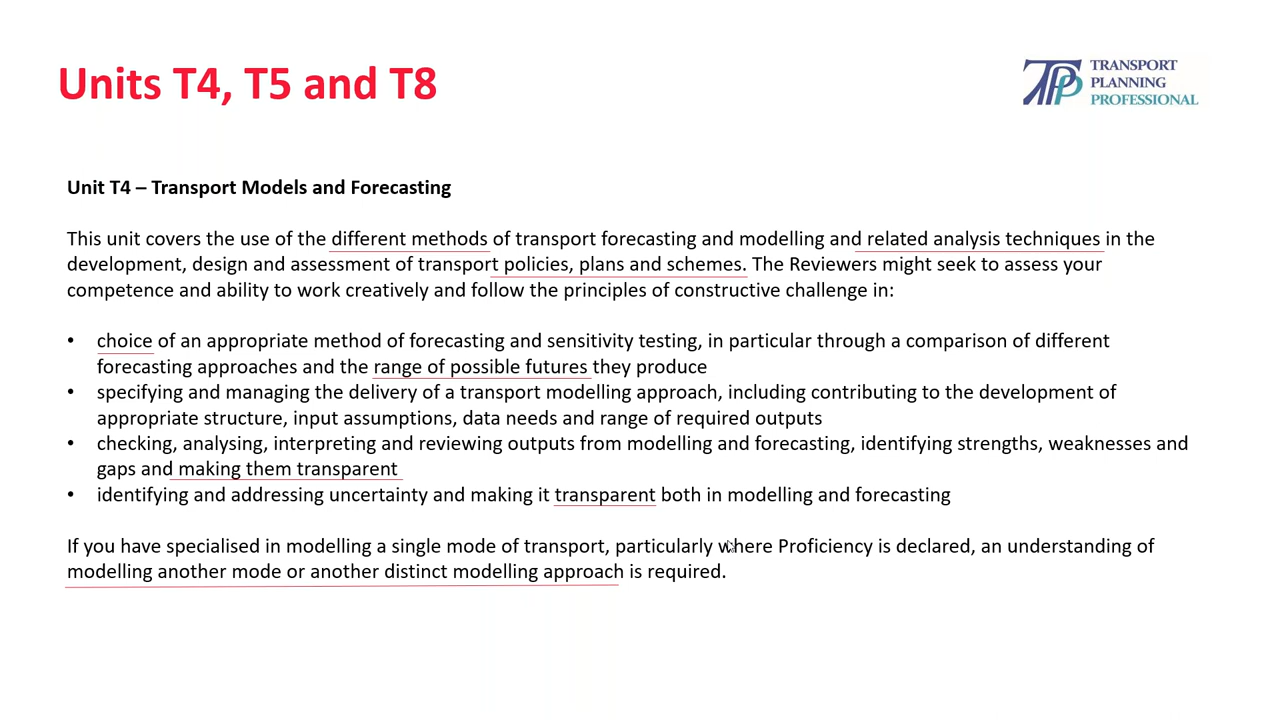 Units T4, T5 and T8
TRANSPORT
PLANNING
PROFESSIONAL
TPP
Unit T4 – Transport Models and Forecasting
This unit covers the use of the different methods of transport forecasting and modelling and related analysis techniques in the
development, design and assessment of transport policies, plans and schemes. The Reviewers might seek to assess your
competence and ability to work creatively and follow the principles of constructive challenge in:
• choice of an appropriate method of forecasting and sensitivity testing, in particular through a comparison of different
forecasting approaches and the range of possible futures they produce
• specifying and managing the delivery of a transport modelling approach, including contributing to the development of
appropriate structure, input assumptions, data needs and range of required outputs
• checking, analysing, interpreting and reviewing outputs from modelling and forecasting, identifying strengths, weaknesses and
gaps and making them transparent
• identifying and addressing uncertainty and making it transparent both in modelling and forecasting
If you have specialised in modelling a single mode of transport, particularly where Proficiency is declared, an understanding of
modelling another mode or another distinct modelling approach is required.